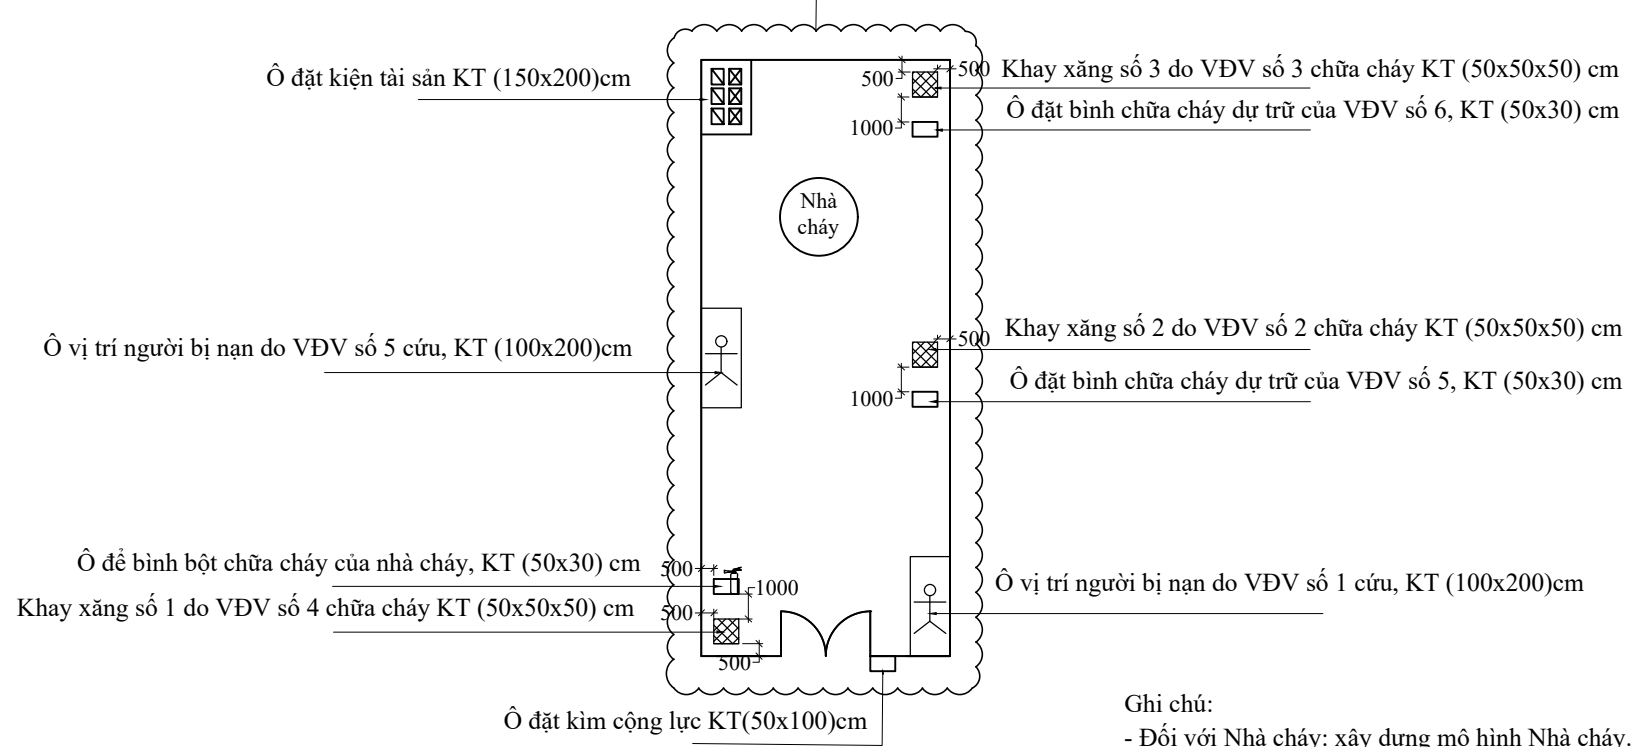 Ô đặt kiện tài sản KT (150x200)cm
500
500
Khay xăng số 3 do VĐV số 3 chữa cháy KT (50x50x50) cm
1000
Ô đặt bình chữa cháy dự trữ của VĐV số 6, KT (50x30) cm
Nhà
cháy
Ô vị trí người bị nạn do VĐV số 5 cứu, KT (100x200)cm
500
Khay xăng số 2 do VĐV số 2 chữa cháy KT (50x50x50) cm
1000
Ô đặt bình chữa cháy dự trữ của VĐV số 5, KT (50x30) cm
Ô để bình bột chữa cháy của nhà cháy, KT (50x30) cm
500
1000
Khay xăng số 1 do VĐV số 4 chữa cháy KT (50x50x50) cm
500
500
Ô vị trí người bị nạn do VĐV số 1 cứu, KT (100x200)cm
Ô đặt kìm cộng lực KT(50x100)cm
Ghi chú:
- Đối với Nhà cháy: xây dựng mô hình Nhà cháy.